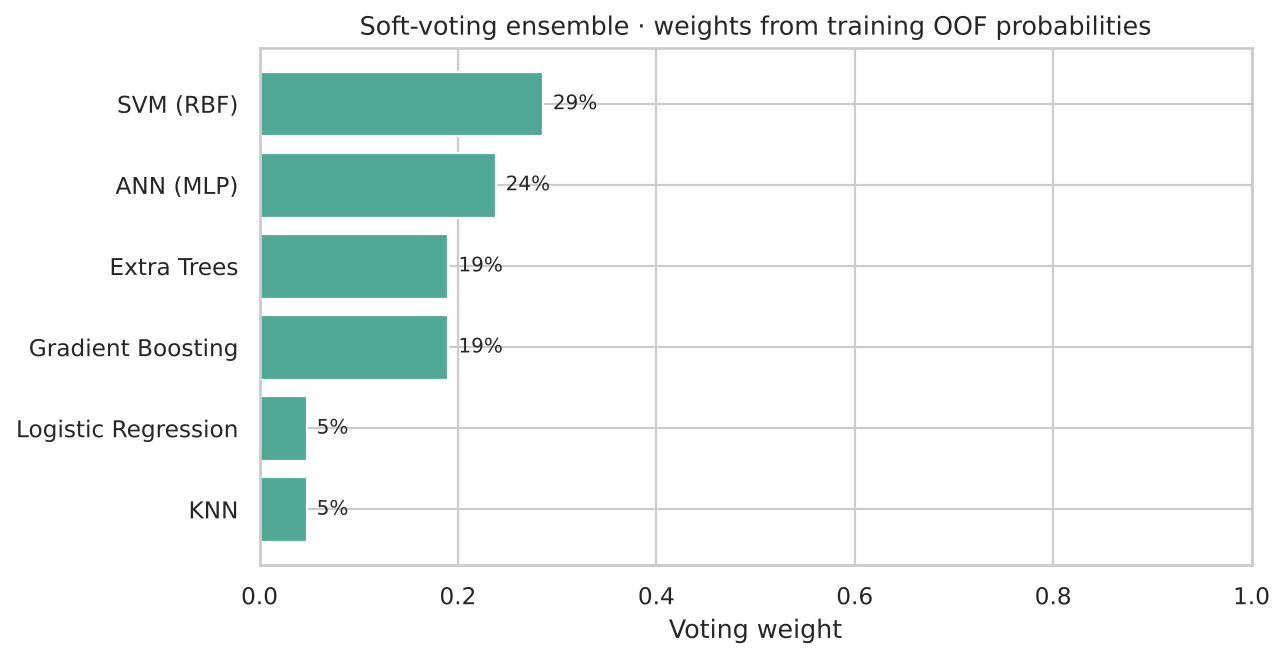 Soft-voting ensemble · weights from training OOF probabilities
SVM (RBF)
29%
ANN (MLP)
24%
Extra Trees
19%
Gradient Boosting
19%
Logistic Regression
5%
KNN
5%
0.0 0.2 0.4 0.6 0.8 1.0
Voting weight